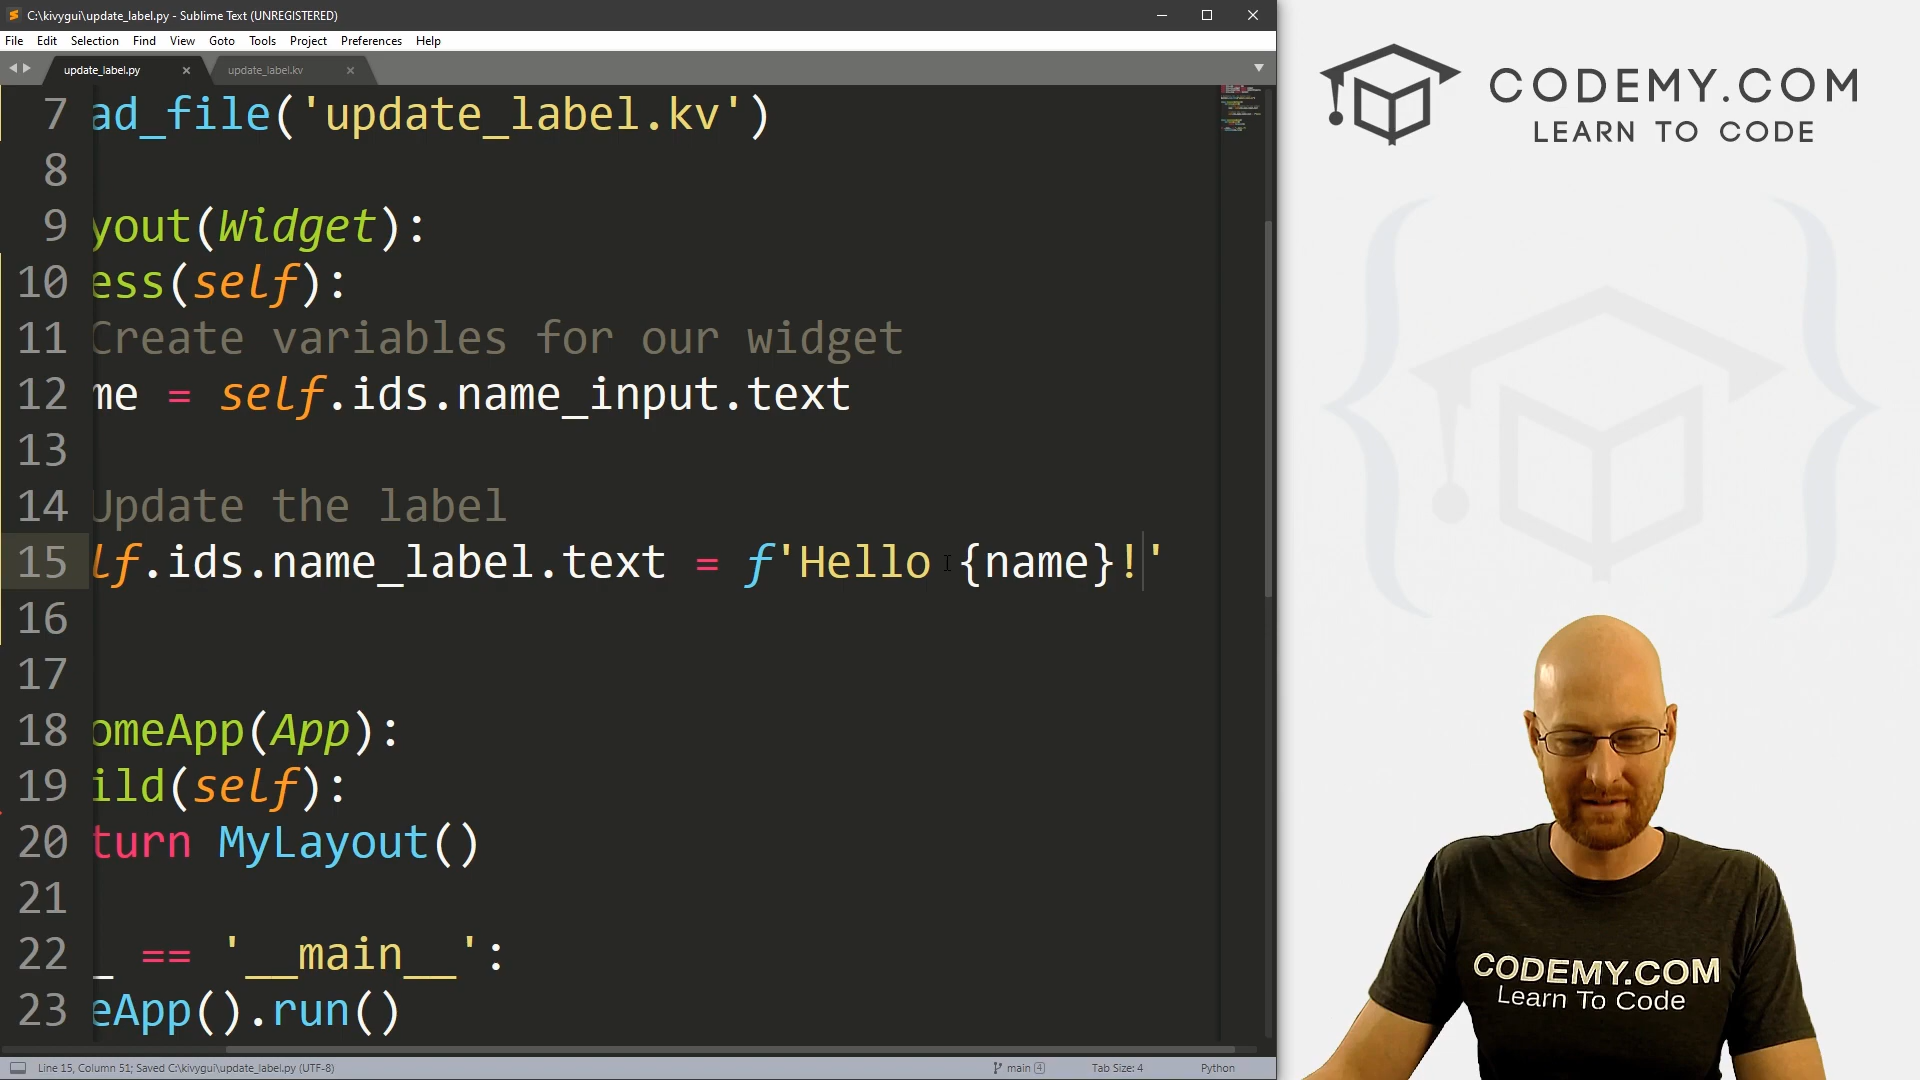 C:\kivygui\update_label.py - Sublime Text (UNREGISTERED)
File Edit Selection Find View Goto Tools Project Preferences Help
update_label.py update_label.kv
7 ad_file('update_label.kv')
8
9 yout(Widget):
10 ess(self):
11 Create variables for our widget
12 me = self.ids.name_input.text
13
14 Update the label
15 lf.ids.name_label.text = f'Hello {name}!'
16
17
18 omeApp(App):
19 ild(self):
20 turn MyLayout()
21
22 _ == '__main__':
23 eApp().run()
Line 15, Column 51; Saved C:\kivygui\update_label.py (UTF-8) main 4 Tab Size: 4 Python
CODEMY.COM
LEARN TO CODE
CODEMY.COM
Learn To Code